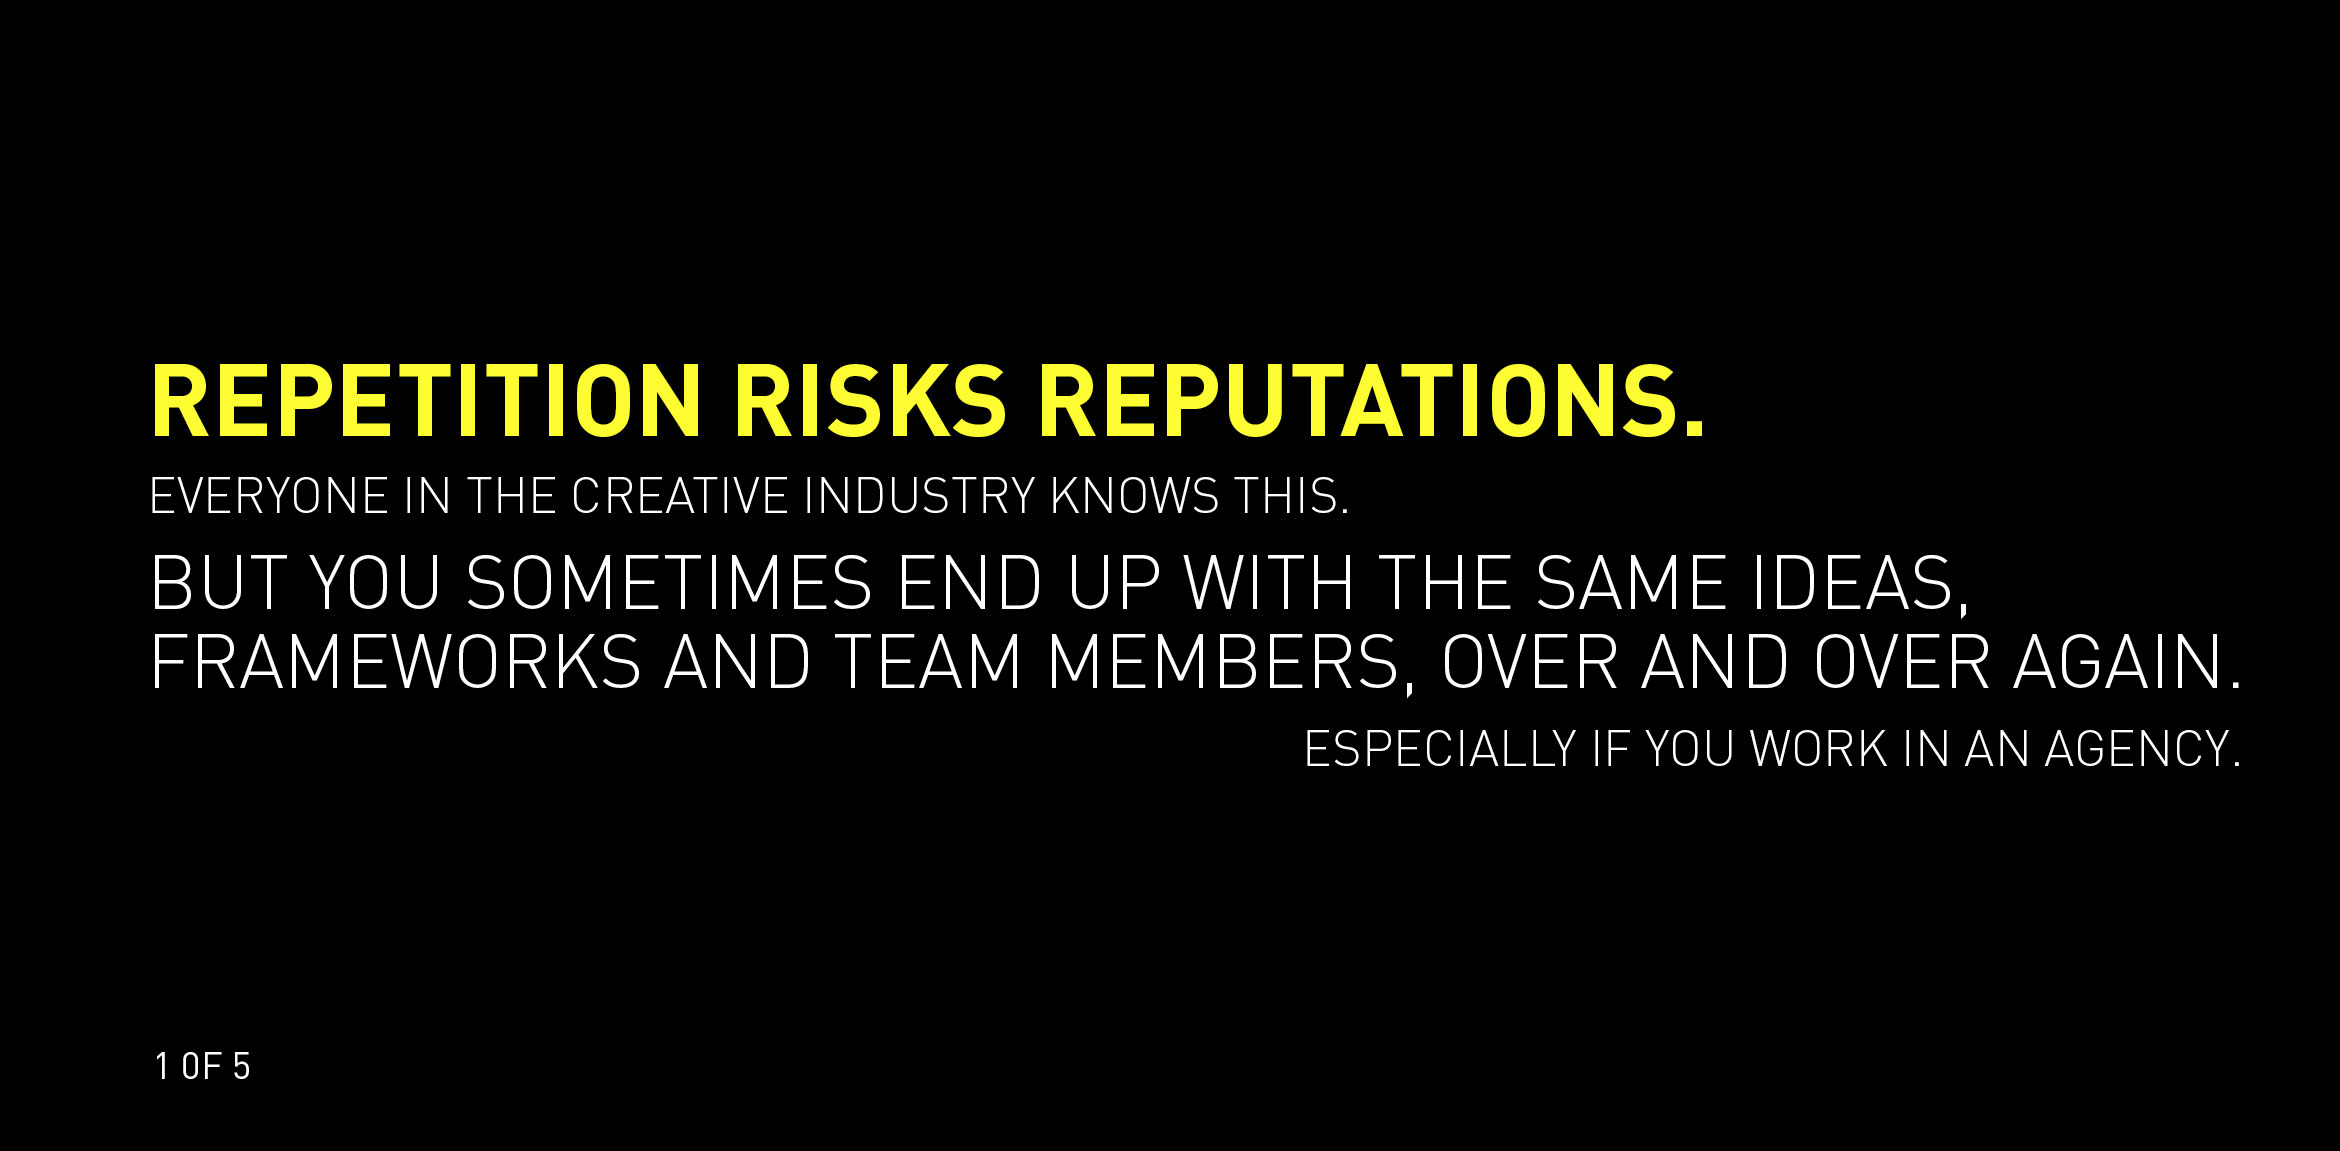 REPETITION RISKS REPUTATIONS.
EVERYONE IN THE CREATIVE INDUSTRY KNOWS THIS.
BUT YOU SOMETIMES END UP WITH THE SAME IDEAS,
FRAMEWORKS AND TEAM MEMBERS, OVER AND OVER AGAIN.
ESPECIALLY IF YOU WORK IN AN AGENCY.
1 OF 5